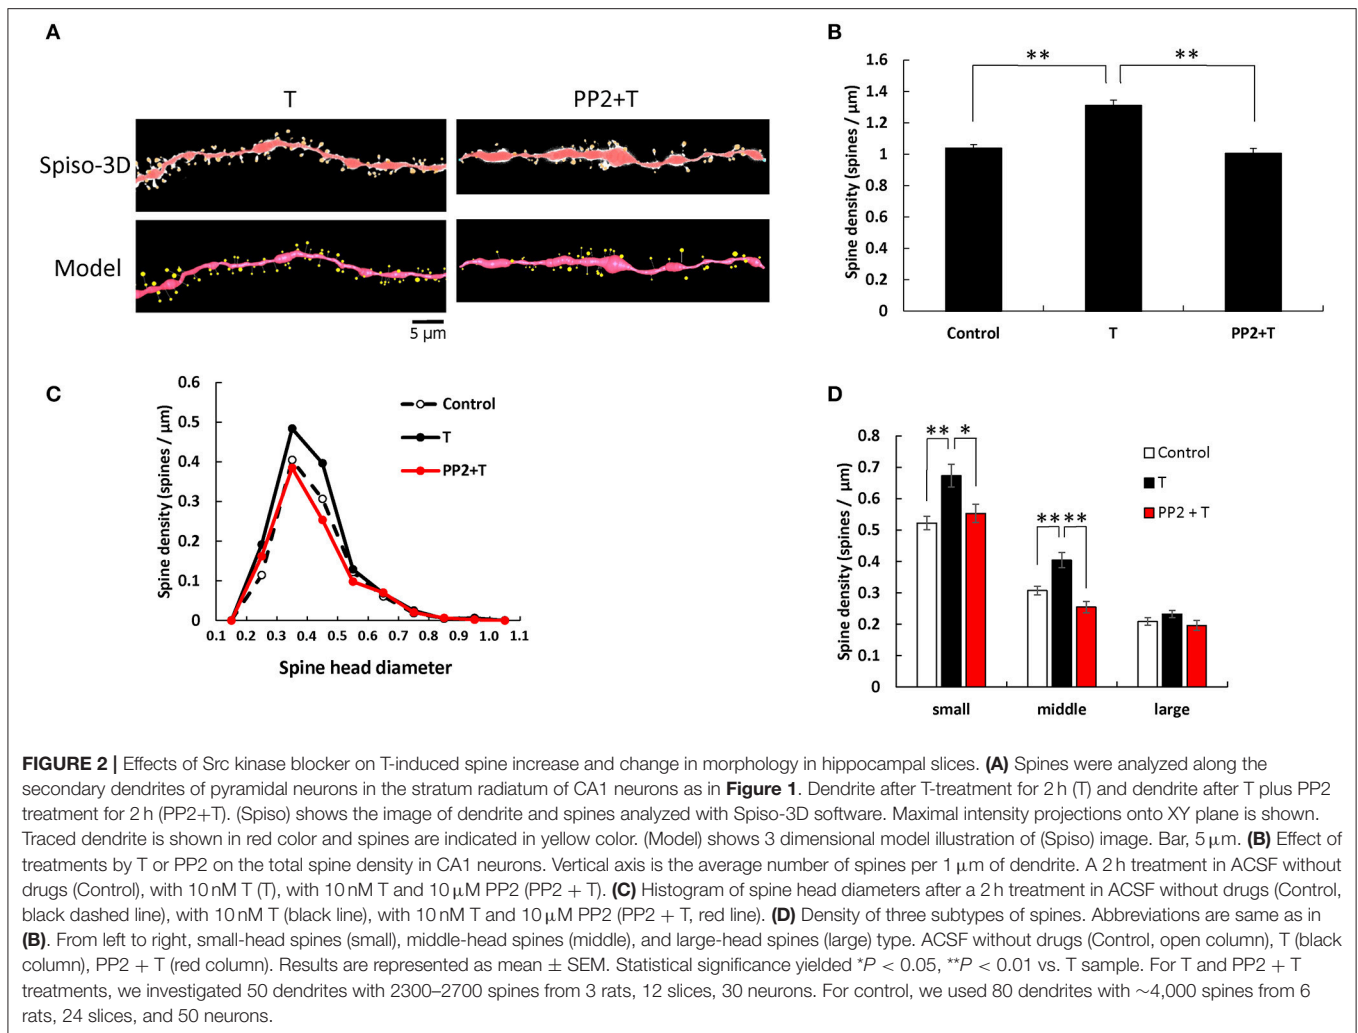 A
T
PP2+T
Spiso-3D
Model
5 μm
B
Spine density (spines / μm)
1.6
1.4
1.2
1
0.8
0.6
0.4
0.2
0
** **
Control T PP2+T
C
Spine density (spines / μm)
0.6
0.5
0.4
0.3
0.2
0.1
0
0.1 0.2 0.3 0.4 0.5 0.6 0.7 0.8 0.9 1.0 1.1
Spine head diameter
Control
T
PP2+T
D
Spine density (spines / μm)
0.8
0.7
0.6
0.5
0.4
0.3
0.2
0.1
0
** *
** **
small middle large
Control
T
PP2 + T
FIGURE 2 | Effects of Src kinase blocker on T-induced spine increase and change in morphology in hippocampal slices. (A) Spines were analyzed along the
secondary dendrites of pyramidal neurons in the stratum radiatum of CA1 neurons as in Figure 1. Dendrite after T-treatment for 2 h (T) and dendrite after T plus PP2
treatment for 2 h (PP2+T). (Spiso) shows the image of dendrite and spines analyzed with Spiso-3D software. Maximal intensity projections onto XY plane is shown.
Traced dendrite is shown in red color and spines are indicated in yellow color. (Model) shows 3 dimensional model illustration of (Spiso) image. Bar, 5 μm. (B) Effect of
treatments by T or PP2 on the total spine density in CA1 neurons. Vertical axis is the average number of spines per 1 μm of dendrite. A 2 h treatment in ACSF without
drugs (Control), with 10 nM T (T), with 10 nM T and 10 μM PP2 (PP2 + T). (C) Histogram of spine head diameters after a 2 h treatment in ACSF without drugs (Control,
black dashed line), with 10 nM T (black line), with 10 nM T and 10 μM PP2 (PP2 + T, red line). (D) Density of three subtypes of spines. Abbreviations are same as in
(B). From left to right, small-head spines (small), middle-head spines (middle), and large-head spines (large) type. ACSF without drugs (Control, open column), T (black
column), PP2 + T (red column). Results are represented as mean ± SEM. Statistical significance yielded *P < 0.05, **P < 0.01 vs. T sample. For T and PP2 + T
treatments, we investigated 50 dendrites with 2300–2700 spines from 3 rats, 12 slices, 30 neurons. For control, we used 80 dendrites with ~4,000 spines from 6
rats, 24 slices, and 50 neurons.